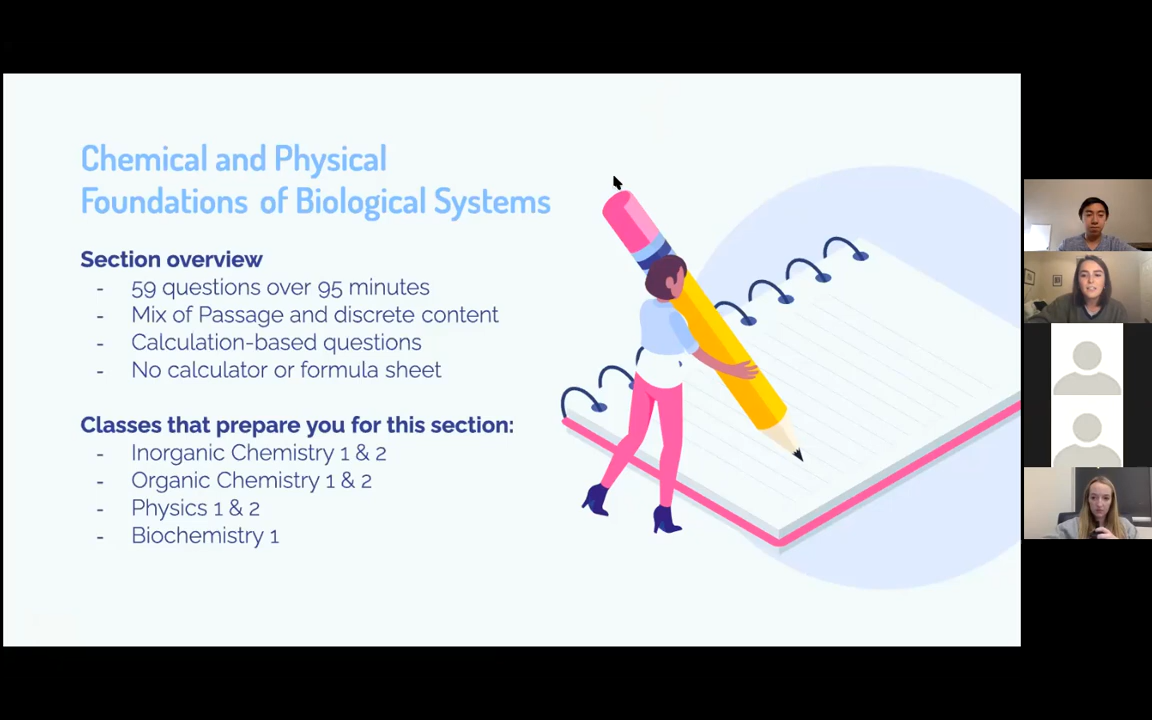 Chemical and Physical
Foundations of Biological Systems
Section overview
- 59 questions over 95 minutes
- Mix of Passage and discrete content
- Calculation-based questions
- No calculator or formula sheet
Classes that prepare you for this section:
- Inorganic Chemistry 1 & 2
- Organic Chemistry 1 & 2
- Physics 1 & 2
- Biochemistry 1